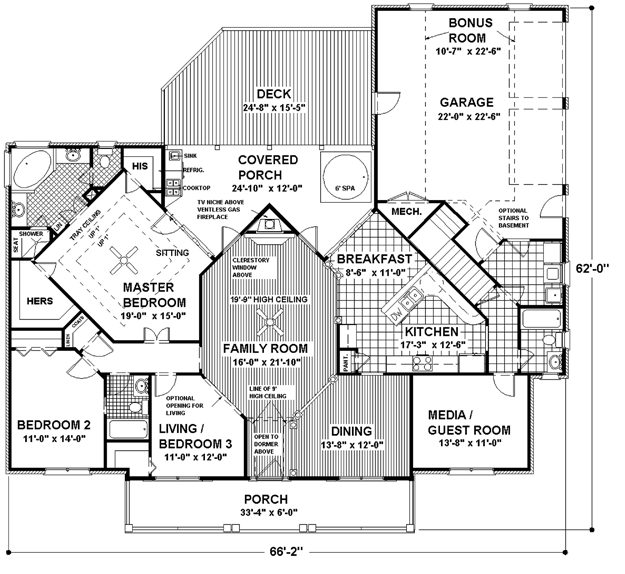 BONUS
ROOM
10'-7" x 22'-6"
GARAGE
22'-0" x 22'-6"
DECK
24'-8" x 15'-5"
COVERED
PORCH
24'-10" x 12'-0"
6' SPA
SINK
REFRIG.
COOKTOP
HIS
TV NICHE ABOVE
VENTLESS GAS
FIREPLACE
MECH.
OPTIONAL
STAIRS TO
BASEMENT
LIN
TRAY CEILING
UP 1'
UP 1'
SHOWER
SEAT
SITTING
CLERESTORY
WINDOW
ABOVE
BREAKFAST
8'-6" x 11'-0"
62'-0"
HERS
MASTER
BEDROOM
19'-0" x 15'-0"
19'-9" HIGH CEILING
DW
KITCHEN
17'-3" x 12'-6"
FAMILY ROOM
16'-0" x 21'-10"
PANT.
LINEN
COATS
OPTIONAL
OPENING FOR
LIVING
LINE OF 9'
HIGH CEILING
BEDROOM 2
11'-0" x 14'-0"
LIVING /
BEDROOM 3
11'-0" x 12'-0"
OPEN TO
DORMER
ABOVE
DINING
13'-8" x 12'-0"
MEDIA /
GUEST ROOM
13'-8" x 11'-0"
PORCH
33'-4" x 6'-0"
66'-2"